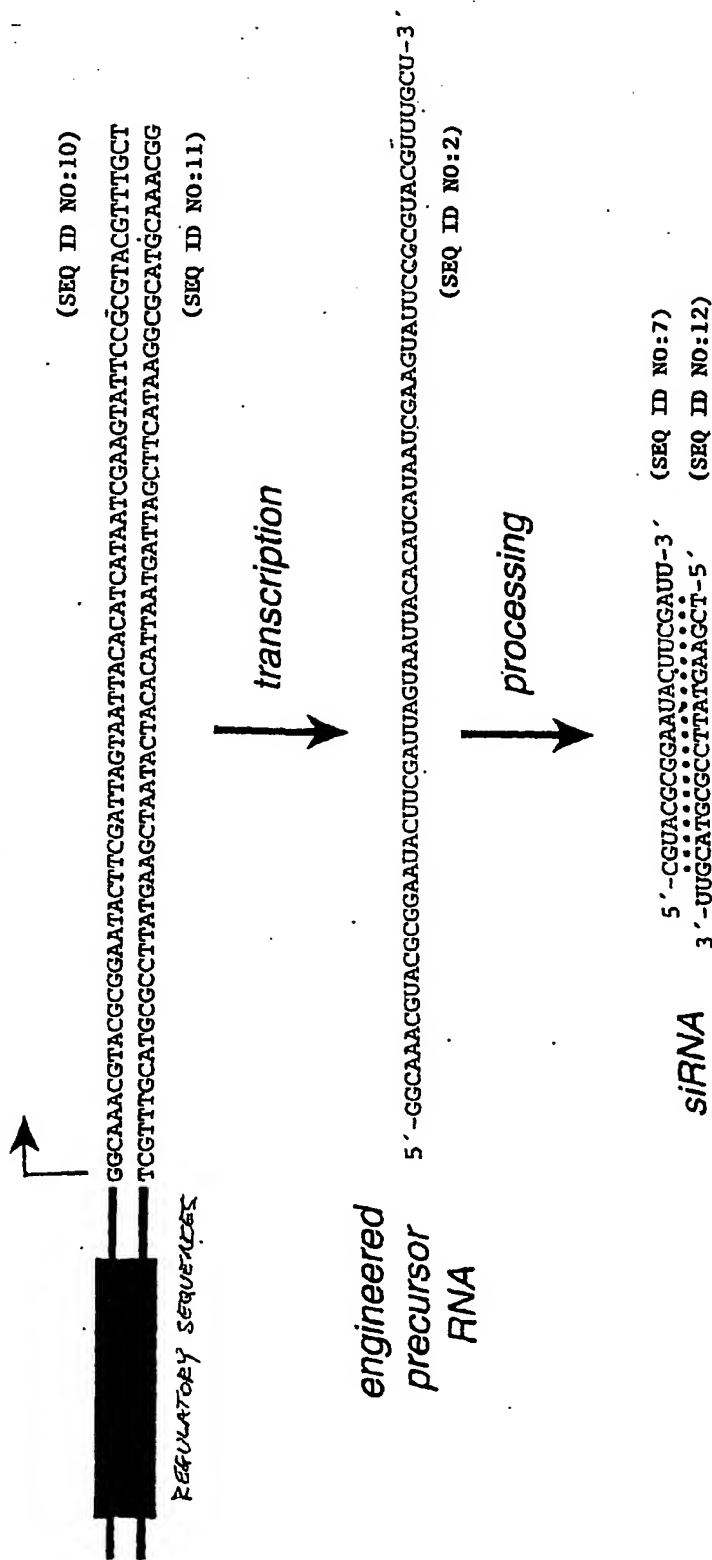 (SEQ ID NO:10)
GGCAAACGTACGCGGAATACTTCGATTAGTAATTACACATCATAATCGAAGTATTCCGCGTACGTTTGCT
TCGTTTGCATGCGCCTTATGAAGCTAATACTACACATTAATGATTAGCTTCATAAGGCGCATGCAAACGG
(SEQ ID NO:11)
REGULATORY SEQUENCES
transcription
engineered
precursor
RNA
5´-GGCAAACGUACGCGGAAUACUUCGAUUAGUAAUUACACAUCAUAAUCGAAGUAUUCCGCGUACGUUUGCU-3´
(SEQ ID NO:2)
processing
siRNA
5´-CGUACGCGGAAUACUUCGAUU-3´ (SEQ ID NO:7)
3´-UUGCATGCGCCTTATGAAGCT-5´ (SEQ ID NO:12)